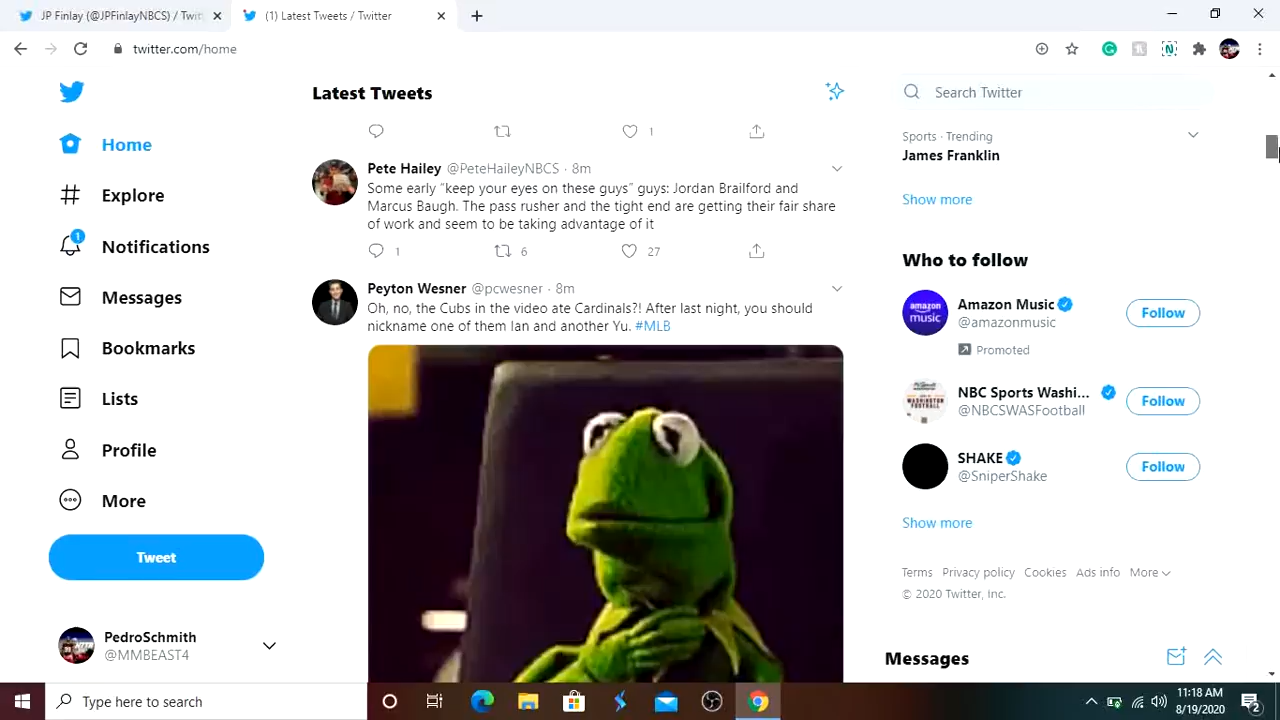 JP Finlay (@JPFinlayNBCS) / Twitt
(1) Latest Tweets / Twitter
twitter.com/home
Home
Explore
1
Notifications
Messages
Bookmarks
Lists
Profile
More
Tweet
PedroSchmith
@MMBEAST4
Latest Tweets
1
Pete Hailey @PeteHaileyNBCS · 8m
Some early “keep your eyes on these guys” guys: Jordan Brailford and
Marcus Baugh. The pass rusher and the tight end are getting their fair share
of work and seem to be taking advantage of it
1 6 27
Peyton Wesner @pcwesner · 8m
Oh, no, the Cubs in the video ate Cardinals?! After last night, you should
nickname one of them Ian and another Yu. #MLB
Search Twitter
Sports · Trending
James Franklin
Show more
Who to follow
Amazon Music
@amazonmusic
Follow
Promoted
NBC Sports Washi...
@NBCSWASFootball
Follow
SHAKE
@SniperShake
Follow
Show more
Terms Privacy policy Cookies Ads info More
© 2020 Twitter, Inc.
Messages
Type here to search
11:18 AM
8/19/2020
2